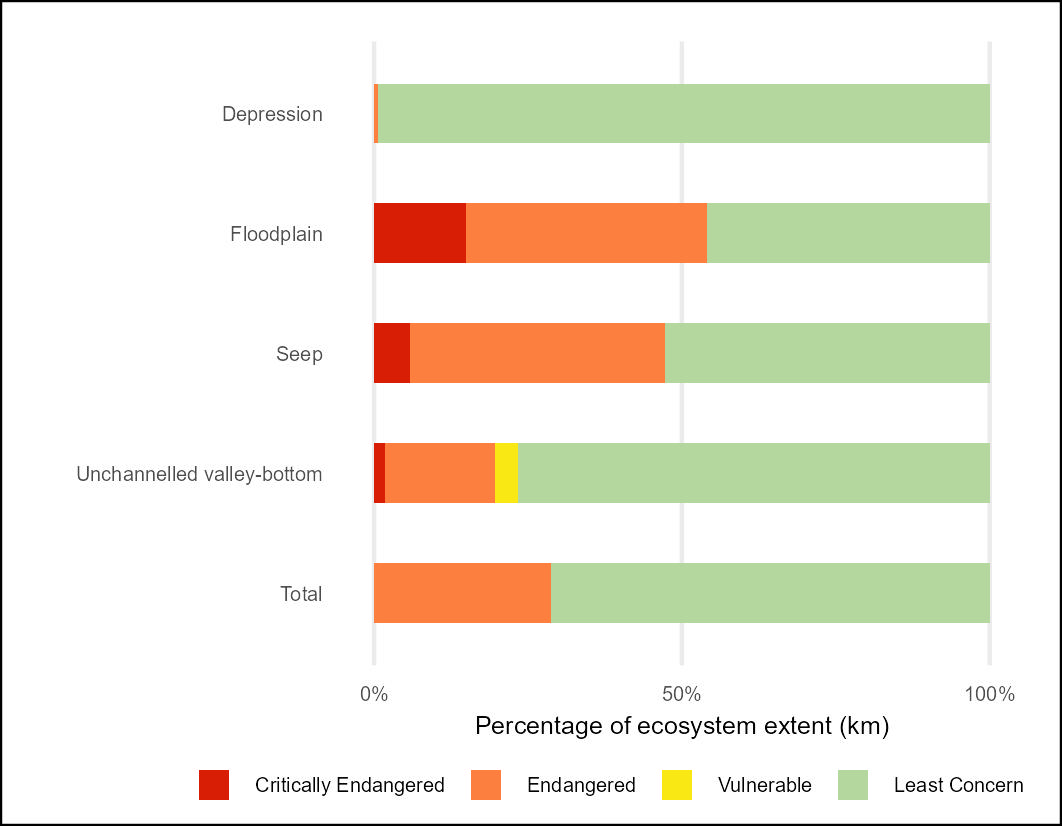 Depression
Floodplain
Seep
Unchannelled valley-bottom
Total
0% 50% 100%
Percentage of ecosystem extent (km)
Critically Endangered Endangered Vulnerable Least Concern